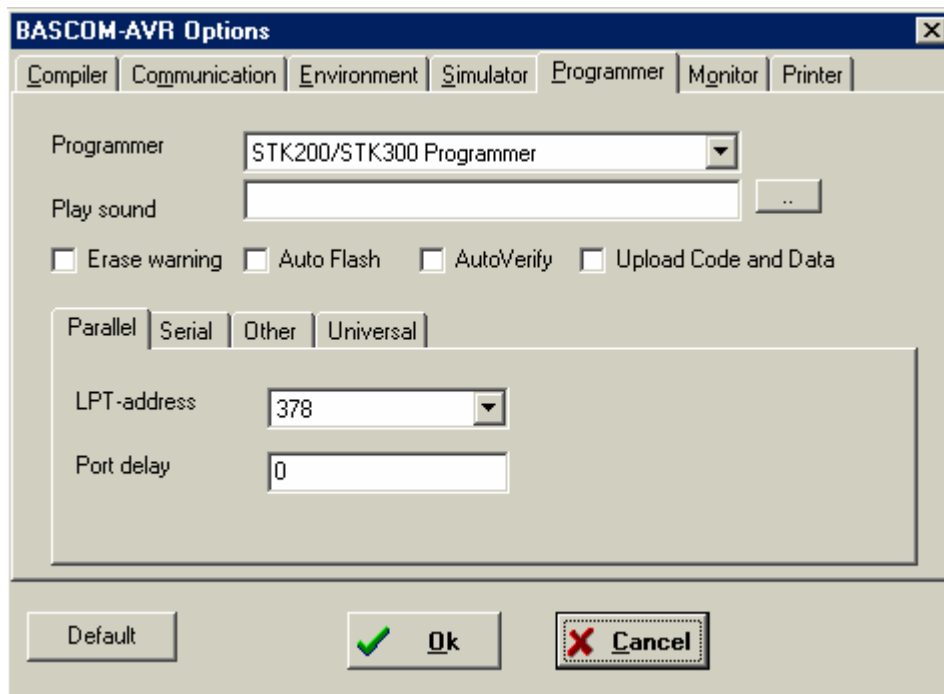 BASCOM-AVR Options
Compiler Communication Environment Simulator Programmer Monitor Printer
Programmer STK200/STK300 Programmer
Play sound ..
Erase warning Auto Flash AutoVerify Upload Code and Data
Parallel Serial Other Universal
LPT-address 378
Port delay 0
Default Ok Cancel